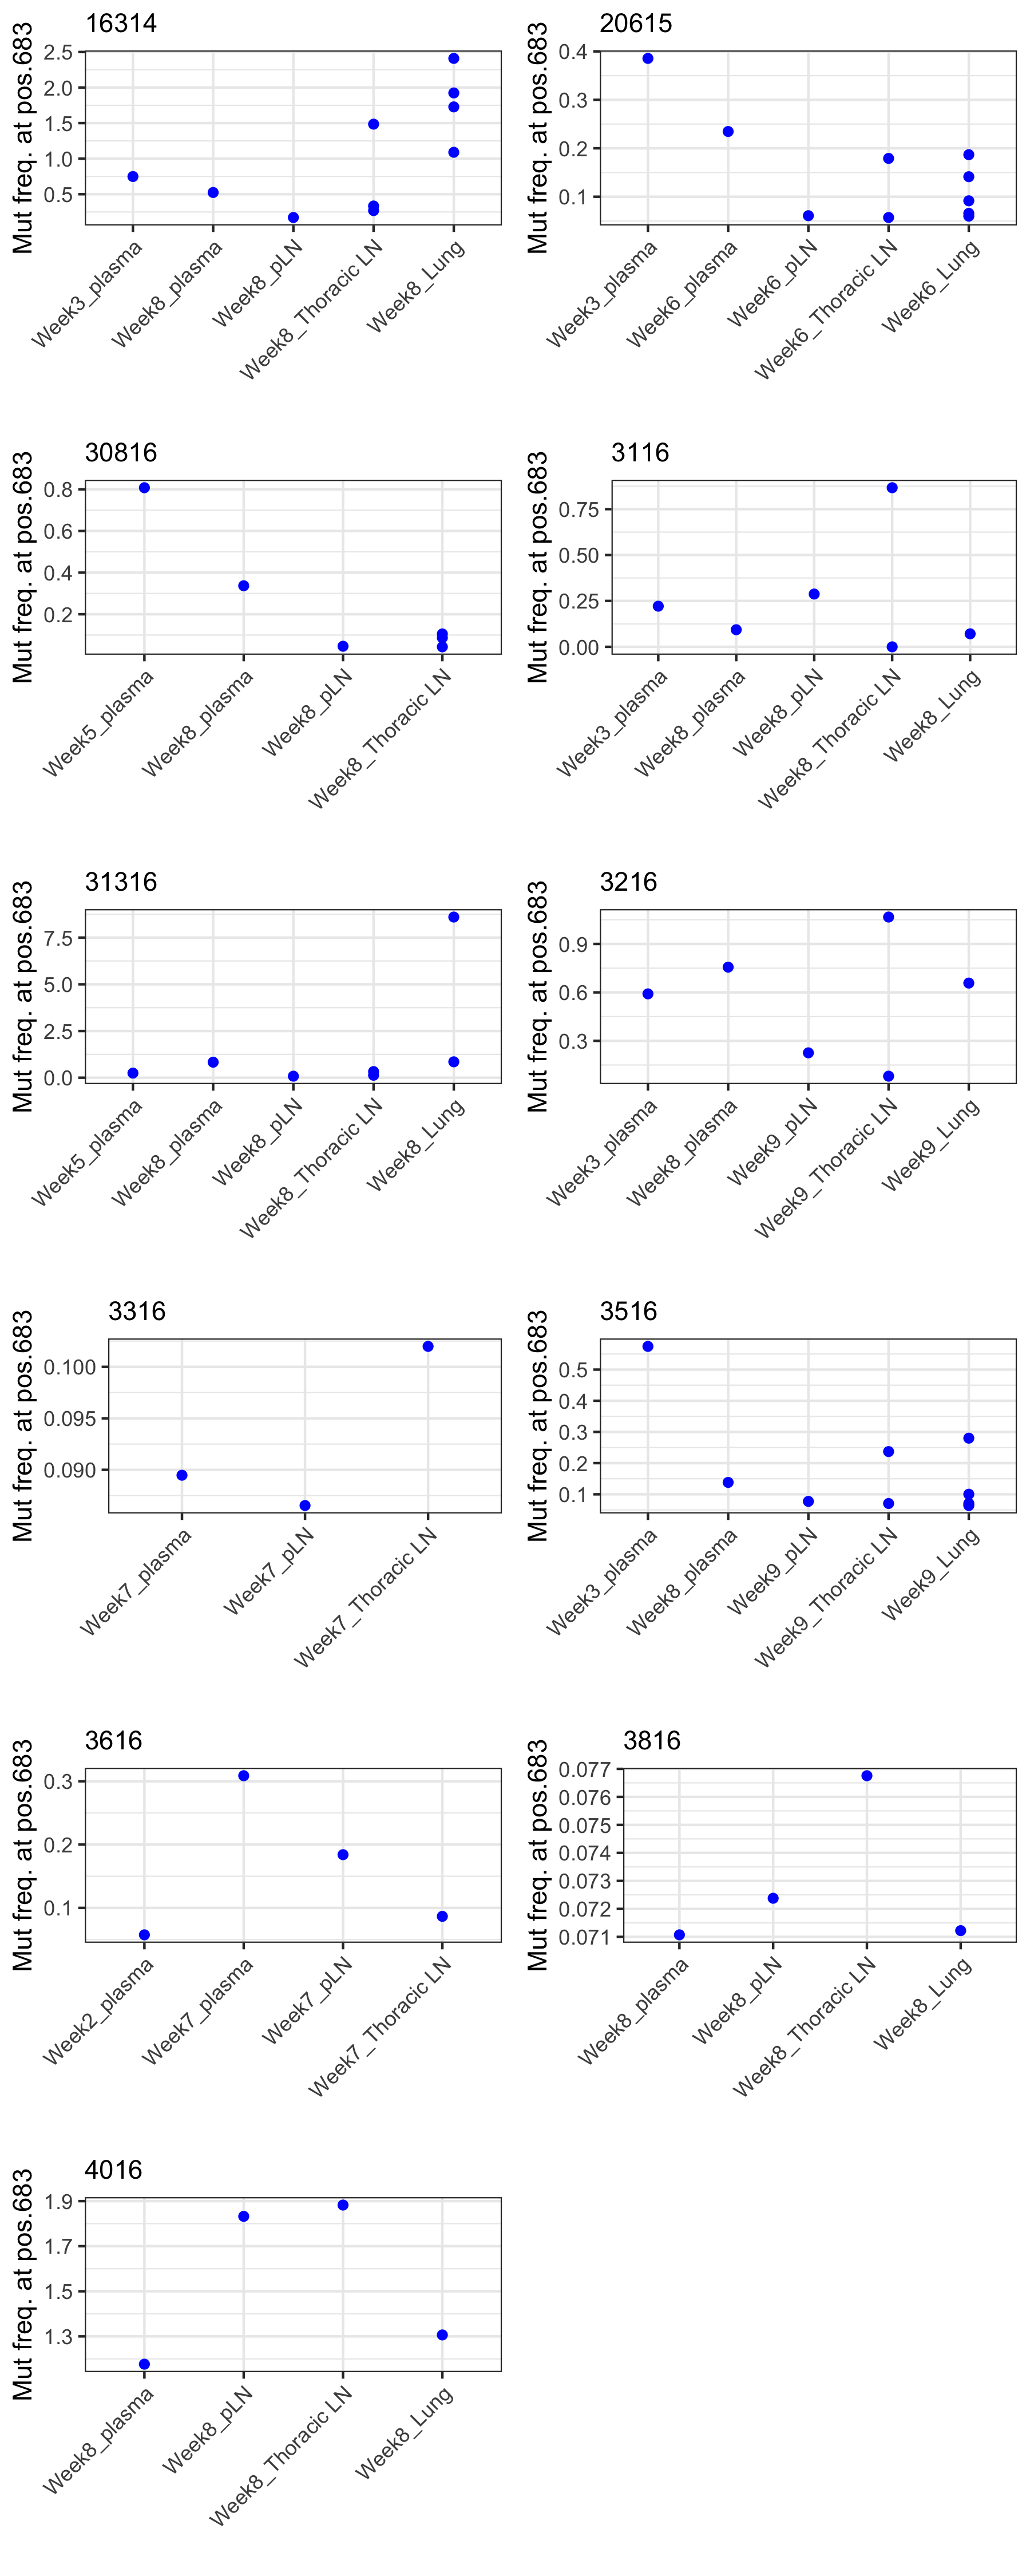 16314
Mut freq. at pos.683
2.5
2.0
1.5
1.0
0.5
Week3_plasma
Week8_plasma
Week8_pLN
Week8_Thoracic LN
Week8_Lung
20615
Mut freq. at pos.683
0.4
0.3
0.2
0.1
Week3_plasma
Week6_plasma
Week6_pLN
Week6_Thoracic LN
Week6_Lung
30816
Mut freq. at pos.683
0.8
0.6
0.4
0.2
Week5_plasma
Week8_plasma
Week8_pLN
Week8_Thoracic LN
3116
Mut freq. at pos.683
0.75
0.50
0.25
0.00
Week3_plasma
Week8_plasma
Week8_pLN
Week8_Thoracic LN
Week8_Lung
31316
Mut freq. at pos.683
7.5
5.0
2.5
0.0
Week5_plasma
Week8_plasma
Week8_pLN
Week8_Thoracic LN
Week8_Lung
3216
Mut freq. at pos.683
0.9
0.6
0.3
Week3_plasma
Week8_plasma
Week9_pLN
Week9_Thoracic LN
Week9_Lung
3316
Mut freq. at pos.683
0.100
0.095
0.090
Week7_plasma
Week7_pLN
Week7_Thoracic LN
3516
Mut freq. at pos.683
0.5
0.4
0.3
0.2
0.1
Week3_plasma
Week8_plasma
Week9_pLN
Week9_Thoracic LN
Week9_Lung
3616
Mut freq. at pos.683
0.3
0.2
0.1
Week2_plasma
Week7_plasma
Week7_pLN
Week7_Thoracic LN
3816
Mut freq. at pos.683
0.077
0.076
0.075
0.074
0.073
0.072
0.071
Week8_plasma
Week8_pLN
Week8_Thoracic LN
Week8_Lung
4016
Mut freq. at pos.683
1.9
1.7
1.5
1.3
Week8_plasma
Week8_pLN
Week8_Thoracic LN
Week8_Lung